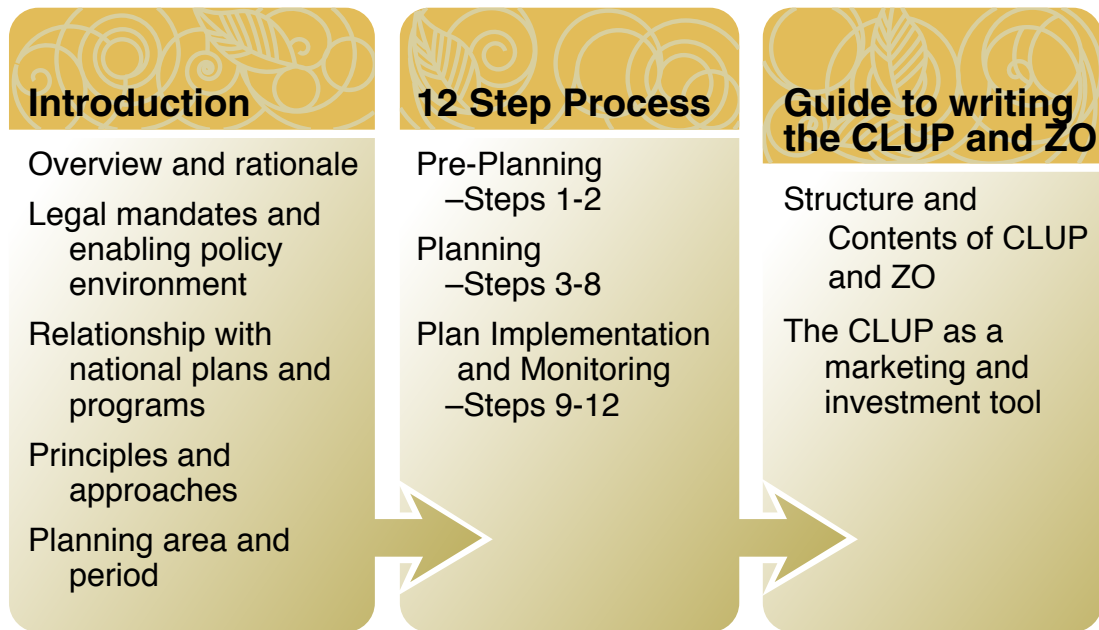 Introduction
Overview and rationale
Legal mandates and
enabling policy
environment
Relationship with
national plans and
programs
Principles and
approaches
Planning area and
period
12 Step Process
Pre-Planning
–Steps 1-2
Planning
–Steps 3-8
Plan Implementation
and Monitoring
–Steps 9-12
Guide to writing
the CLUP and ZO
Structure and
Contents of CLUP
and ZO
The CLUP as a
marketing and
investment tool